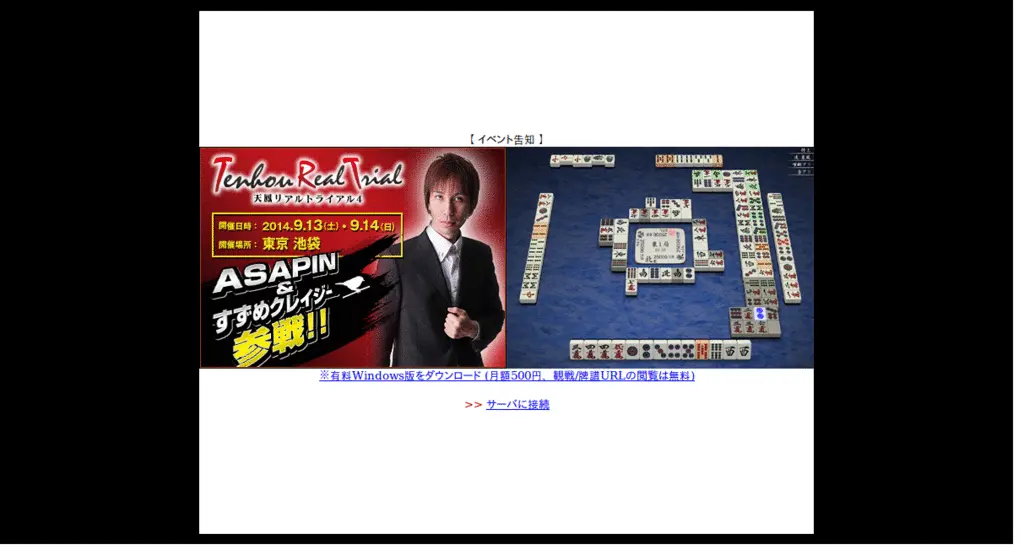 【 イベント告知 】
Tenhou Real Trial
天鳳リアルトライアル4
開催日時： 2014.9.13(土)・9.14(日)
開催場所： 東京 池袋
ASAPIN
&
すずめクレイジー
参戦!!
東1局
※有料Windows版をダウンロード (月額500円、観戦/牌譜URLの閲覧は無料)
>> サーバに接続